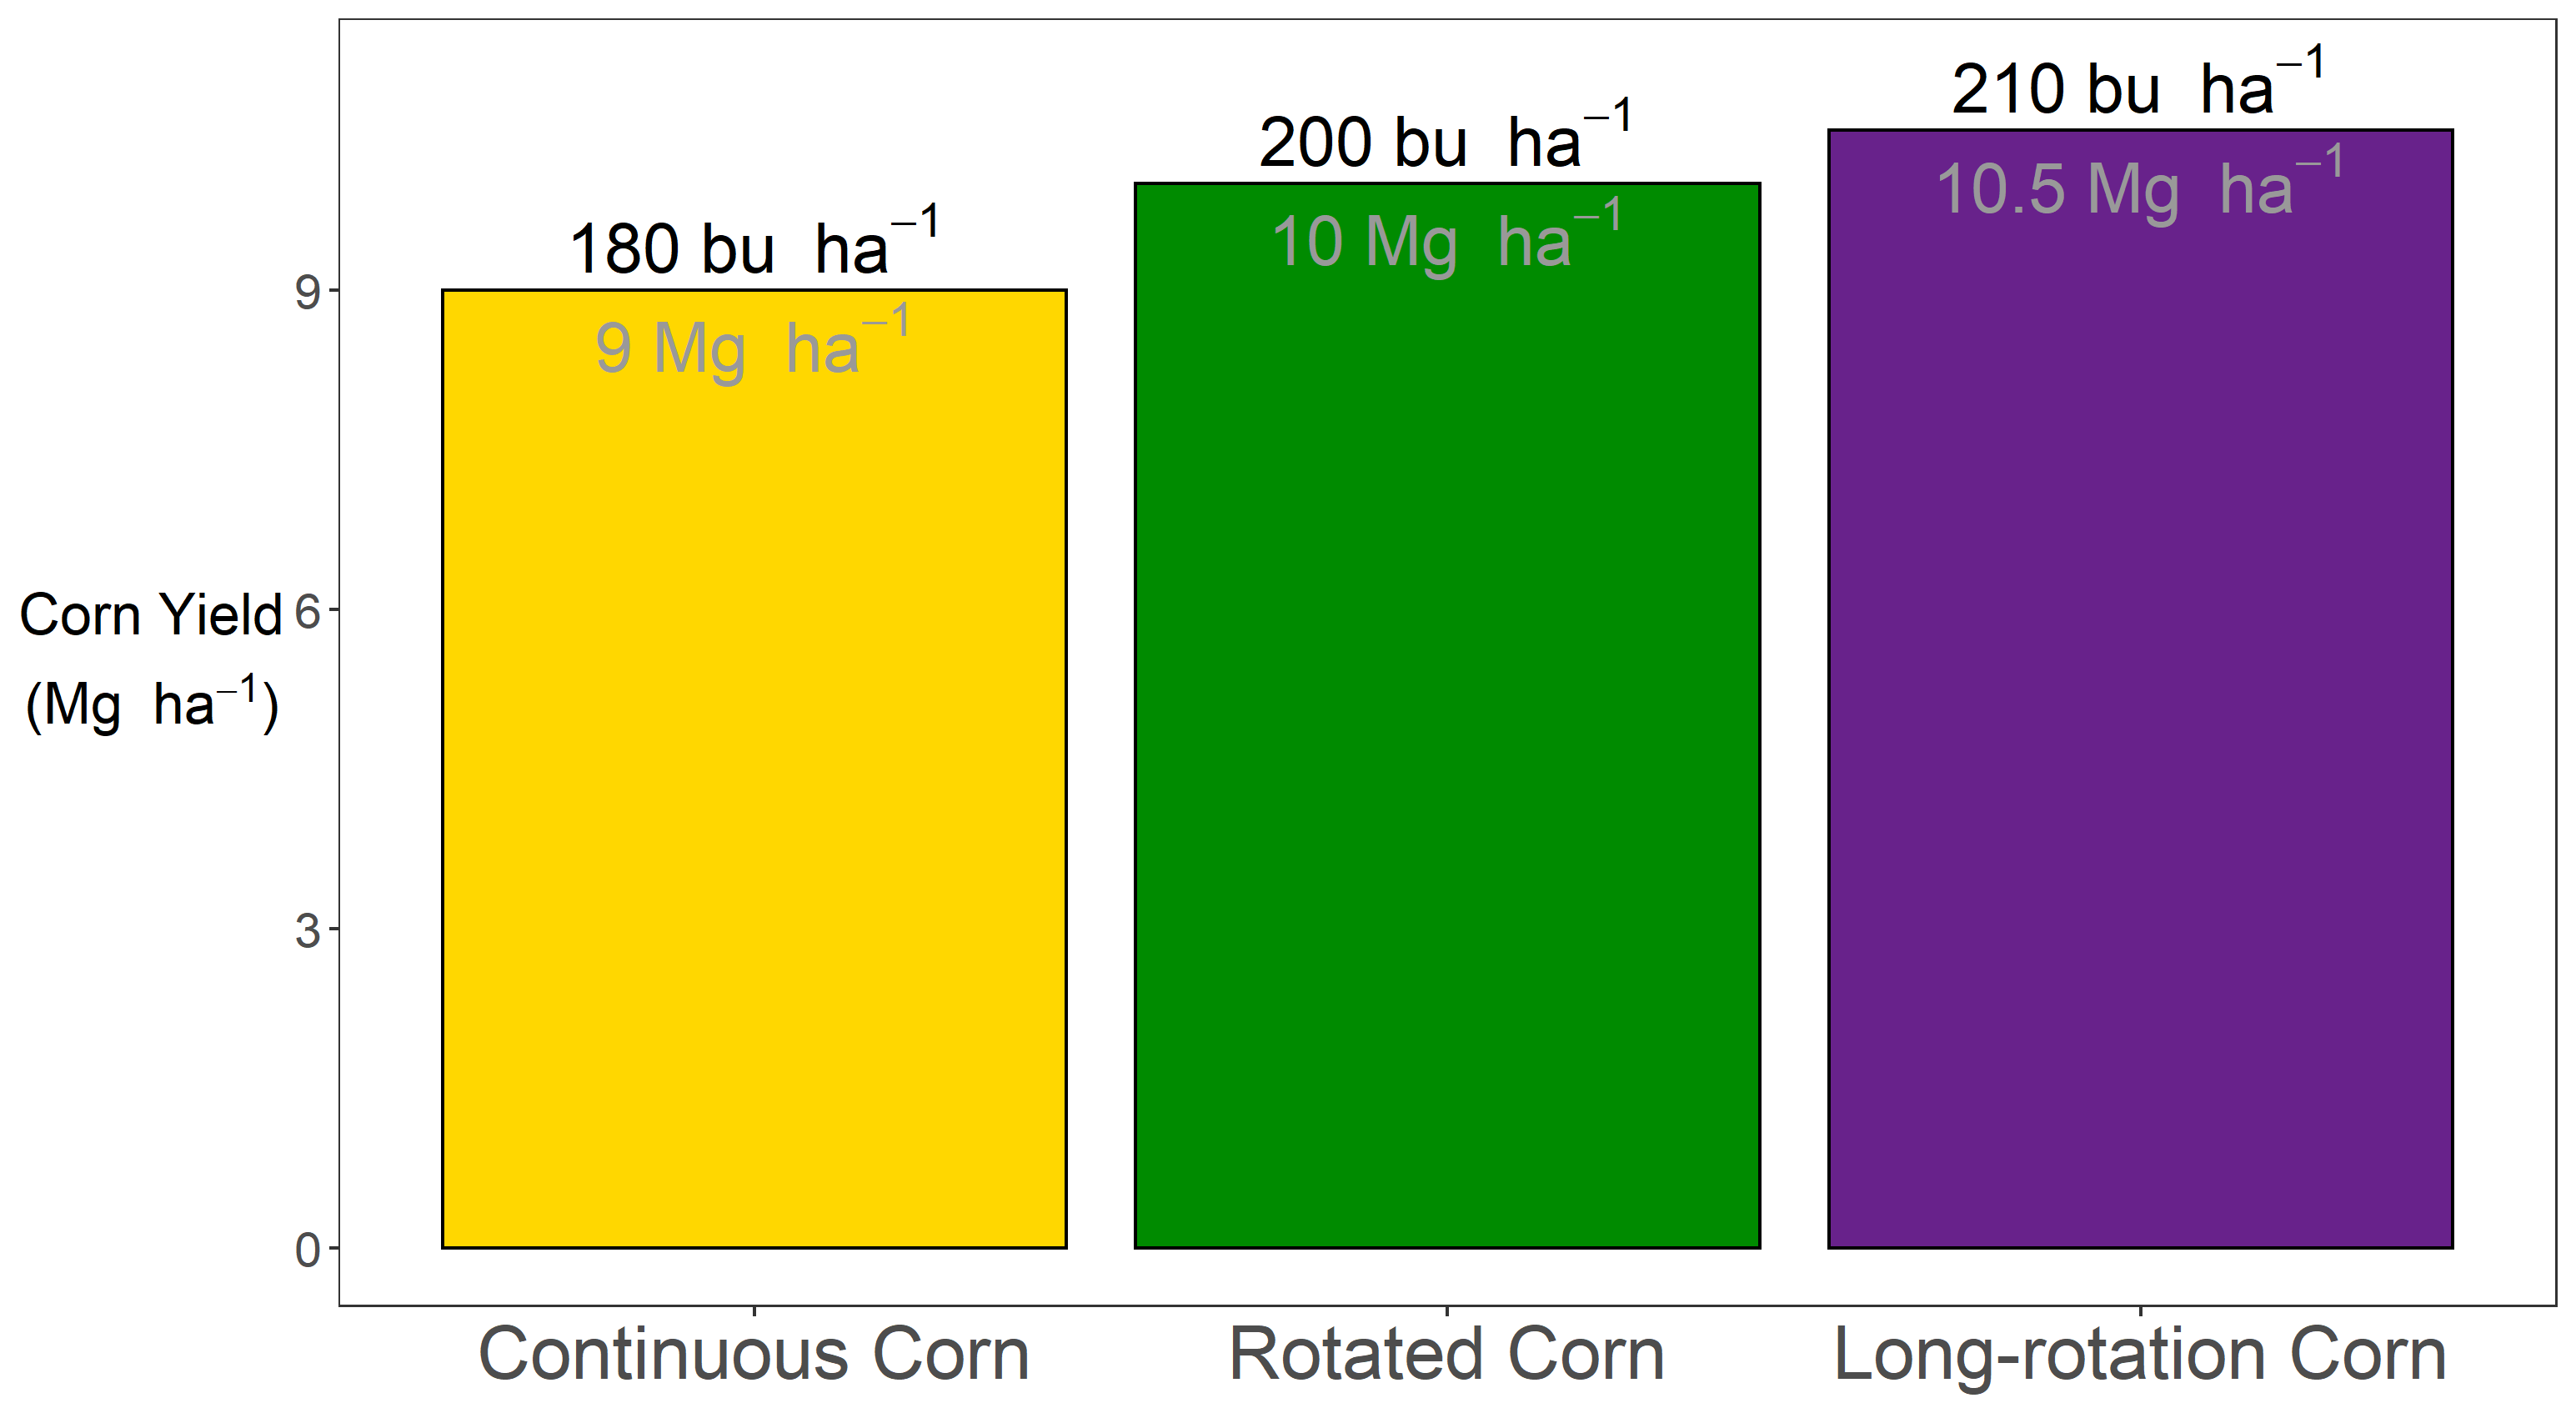 210 bu ha⁻¹
200 bu ha⁻¹
10.5 Mg ha⁻¹
180 bu ha⁻¹
10 Mg ha⁻¹
9 Mg ha⁻¹
9
6
3
0
Corn Yield
(Mg ha⁻¹)
Continuous Corn
Rotated Corn
Long-rotation Corn